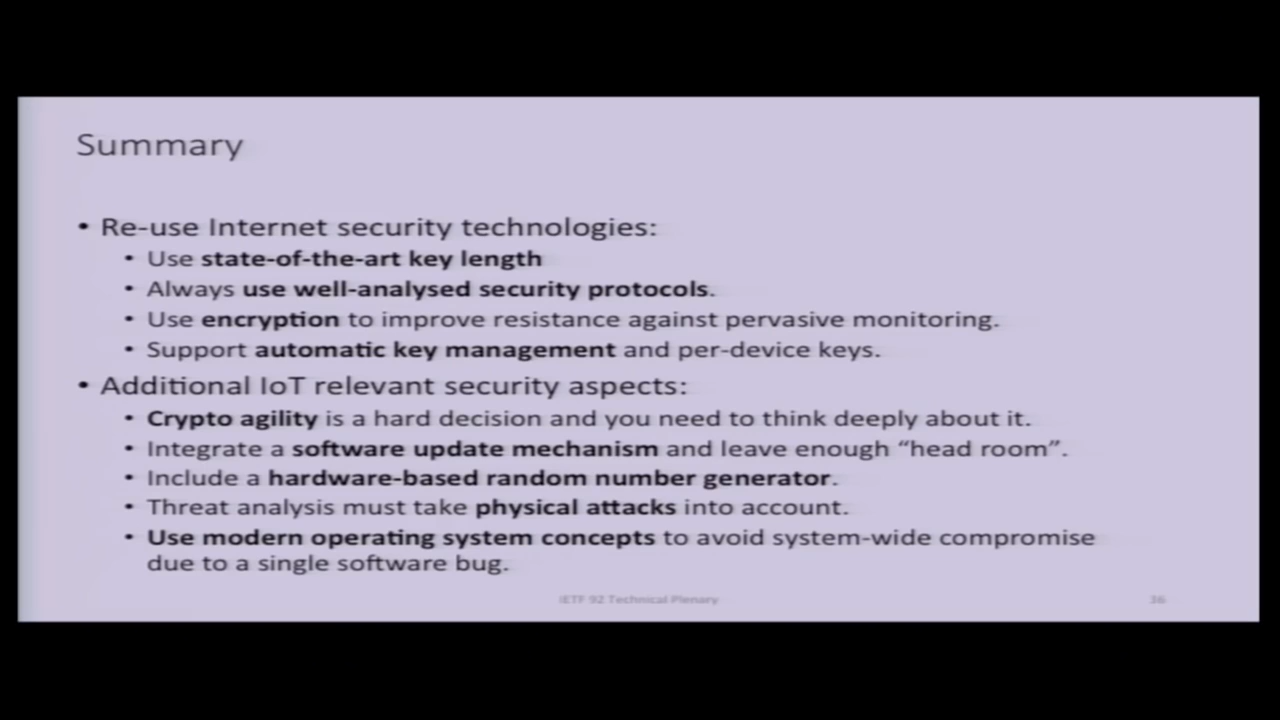 Summary
• Re-use Internet security technologies:
• Use state-of-the-art key length
• Always use well-analysed security protocols.
• Use encryption to improve resistance against pervasive monitoring.
• Support automatic key management and per-device keys.
• Additional IoT relevant security aspects:
• Crypto agility is a hard decision and you need to think deeply about it.
• Integrate a software update mechanism and leave enough “head room”.
• Include a hardware-based random number generator.
• Threat analysis must take physical attacks into account.
• Use modern operating system concepts to avoid system-wide compromise
due to a single software bug.
IETF 92 Technical Plenary
36